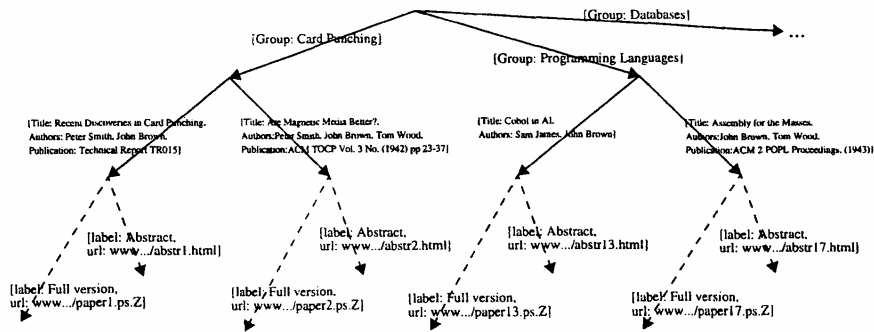 {Group: Databases}
...
{Group: Card Punching}
{Group: Programming Languages}
{Title: Recent Discoveries in Card Punching,
Authors: Peter Smith, John Brown,
Publication: Technical Report TR015}
{Title: Are Magnetic Media Better?,
Authors:Peter Smith, John Brown, Tom Wood,
Publication:ACM TOCP Vol. 3 No. (1942) pp 23-37}
{Title: Cobol in AI,
Authors: Sam James, John Brown}
{Title: Assembly for the Masses,
Authors:John Brown, Tom Wood,
Publication:ACM 2 POPL Proceedings, (1943)}
{label: Abstract,
url: www.../abstr1.html}
{label: Abstract,
url: www.../abstr2.html}
{label: Abstract,
url: www.../abstr13.html}
{label: Abstract,
url: www.../abstr17.html}
{label: Full version,
url: www.../paper1.ps.Z}
{label: Full version,
url: www.../paper2.ps.Z}
{label: Full version,
url: www.../paper13.ps.Z}
{label: Full version,
url: www.../paper17.ps.Z}